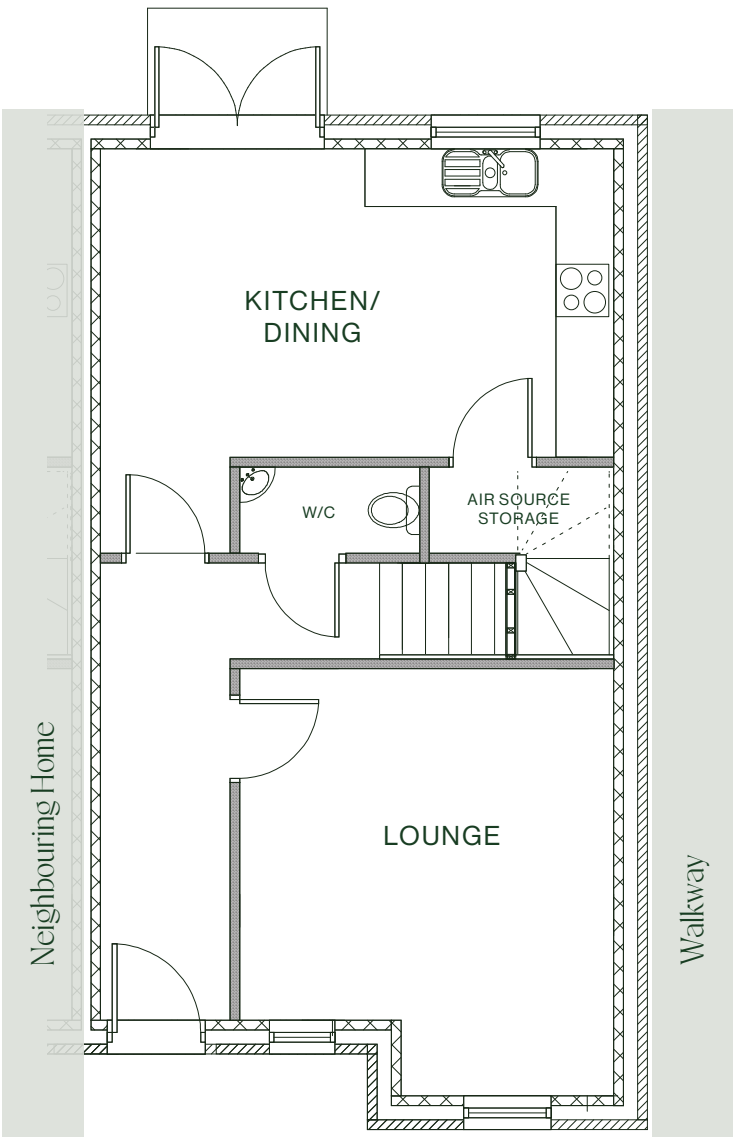 KITCHEN/
DINING
W/C
AIR SOURCE
STORAGE
Neighbouring Home
LOUNGE
Walkway